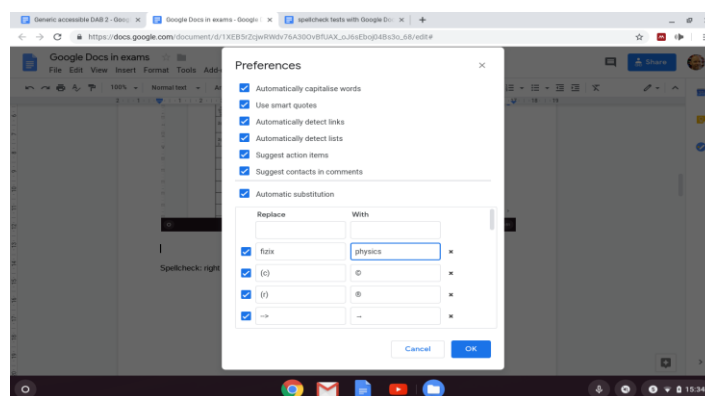 Generic accessible DAB 2 - Goog
Google Docs in exams - Google
spellcheck tests with Google Doc
https://docs.google.com/document/d/1XEB5rZcjwRWdv76A3DOvBfUAX_oJ6sEboj04Bs3o_68/edit#
Google Docs in exams
File Edit View Insert Format Tools Add-
Share
100% Normal text Ar
Preferences
Automatically capitalise words
Use smart quotes
Automatically detect links
Automatically detect lists
Suggest action items
Suggest contacts in comments
Automatic substitution
Replace With
fizix physics
(c) ©
(r) ®
--> →
Cancel OK
Spellcheck: right
15:34